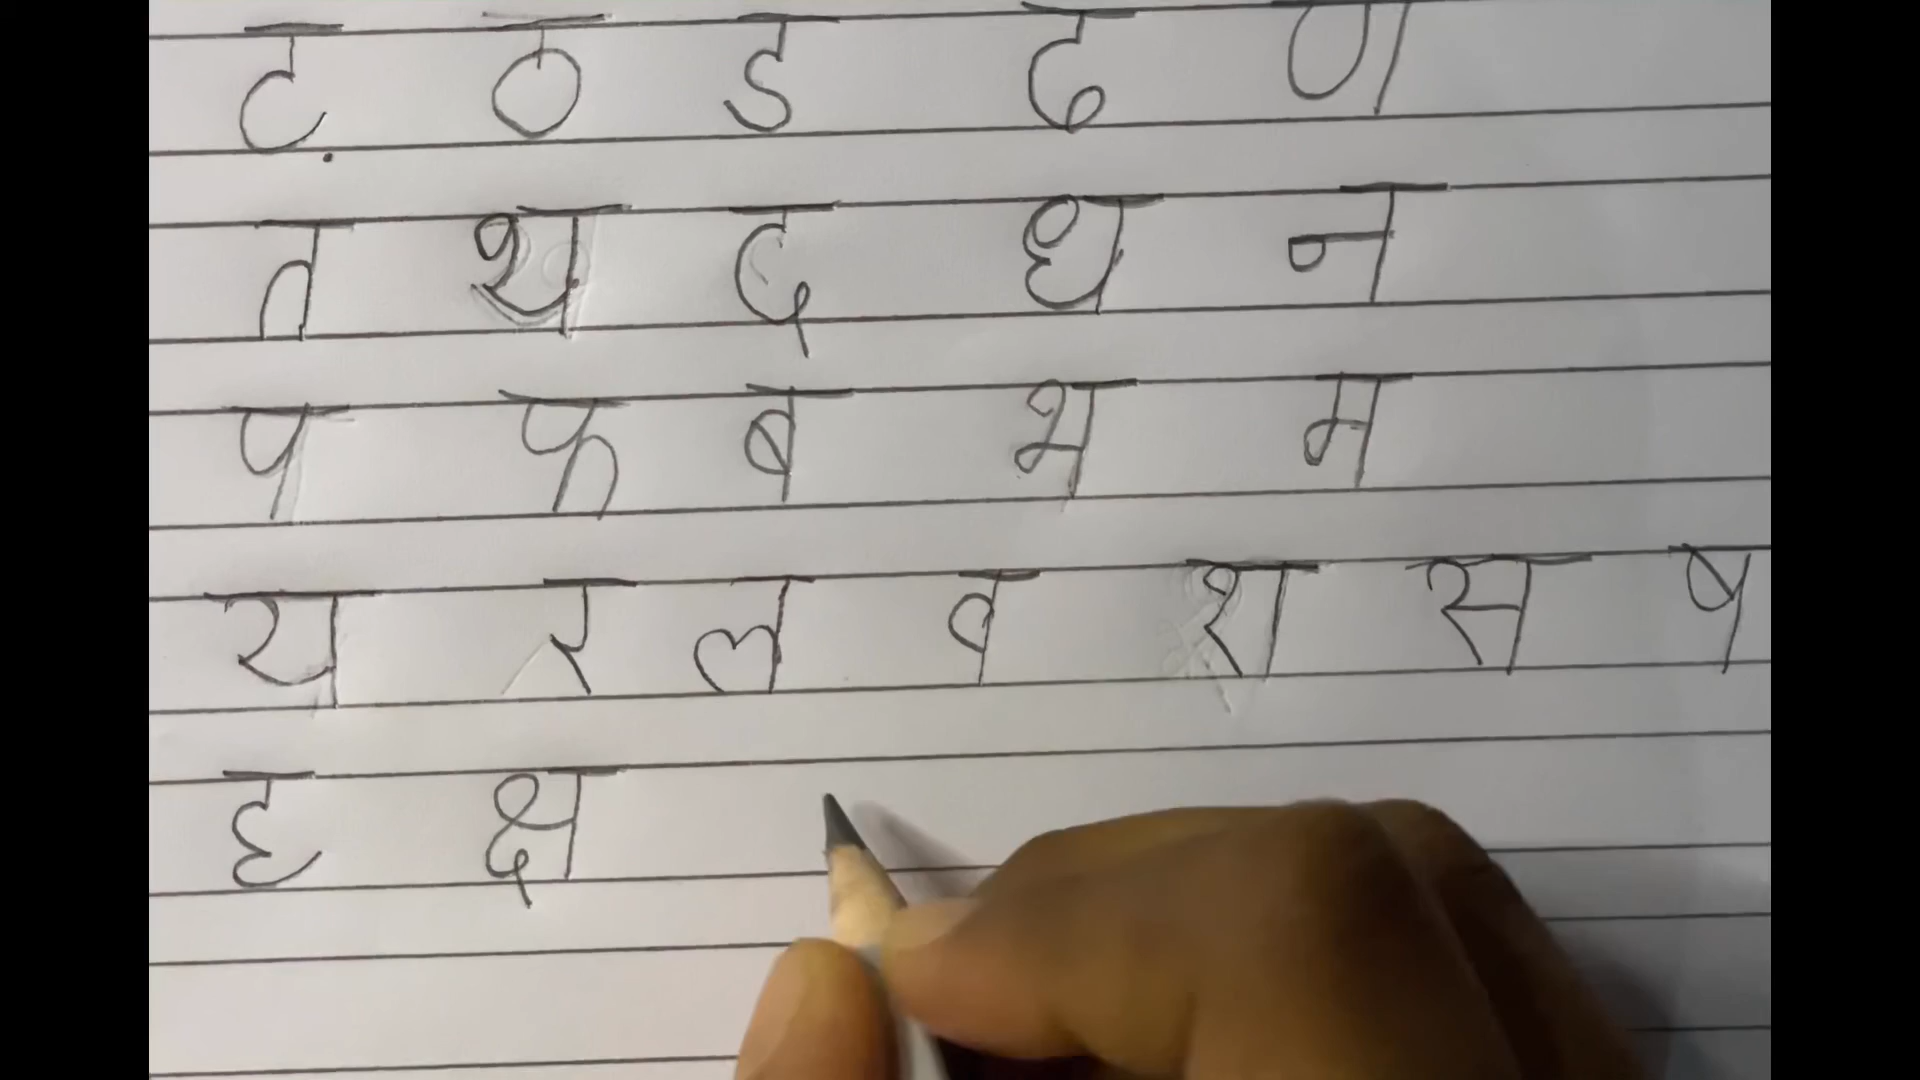 ट ठ ड ढ ण
त थ द ध न
प फ ब भ म
य र ल व श स ष
ह क्ष